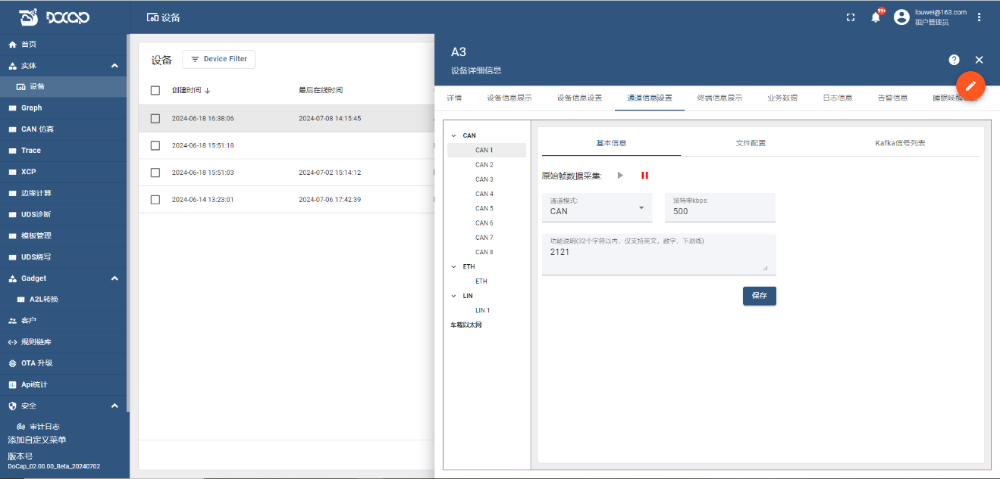 DOCAP
设备
99+
louwei@163.com
租户管理员
首页
实体
设备
Graph
CAN 仿真
Trace
XCP
边缘计算
UDS诊断
模板管理
UDS烧写
Gadget
A2L转换
客户
规则链库
OTA 升级
Api统计
安全
审计日志
添加自定义菜单
版本号
DoCap_02.00.00_Beta_20240702
设备
Device Filter
创建时间
最后在线时间
2024-06-18 16:38:06
2024-07-08 14:15:45
2024-06-18 15:51:18
2024-06-18 15:51:03
2024-07-02 15:14:12
2024-06-14 13:23:01
2024-07-06 17:42:39
A3
设备详细信息
详情
设备信息展示
设备信息设置
通道信息设置
终端信息展示
业务数据
日志信息
告警信息
睡眠唤醒
CAN
CAN 1
CAN 2
CAN 3
CAN 4
CAN 5
CAN 6
CAN 7
CAN 8
ETH
ETH
LIN
LIN 1
车载以太网
基本信息
文件配置
Kafka信号列表
原始帧数据采集:
通道模式:
CAN
波特率kbps:
500
功能说明(32个字符以内，仅支持英文，数字、下划线)
2121
保存